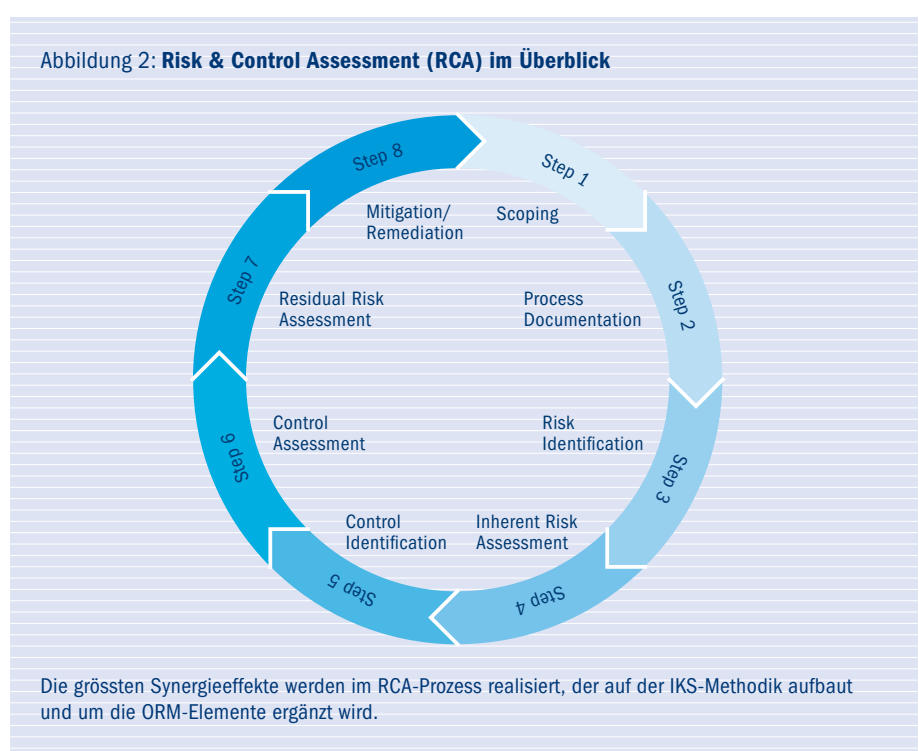 Abbildung 2: Risk & Control Assessment (RCA) im Überblick
Step 1
Scoping
Step 2
Process
Documentation
Step 3
Risk
Identification
Step 4
Inherent Risk
Assessment
Step 5
Control
Identification
Step 6
Control
Assessment
Step 7
Residual Risk
Assessment
Step 8
Mitigation/
Remediation
Die grössten Synergieeffekte werden im RCA-Prozess realisiert, der auf der IKS-Methodik aufbaut
und um die ORM-Elemente ergänzt wird.